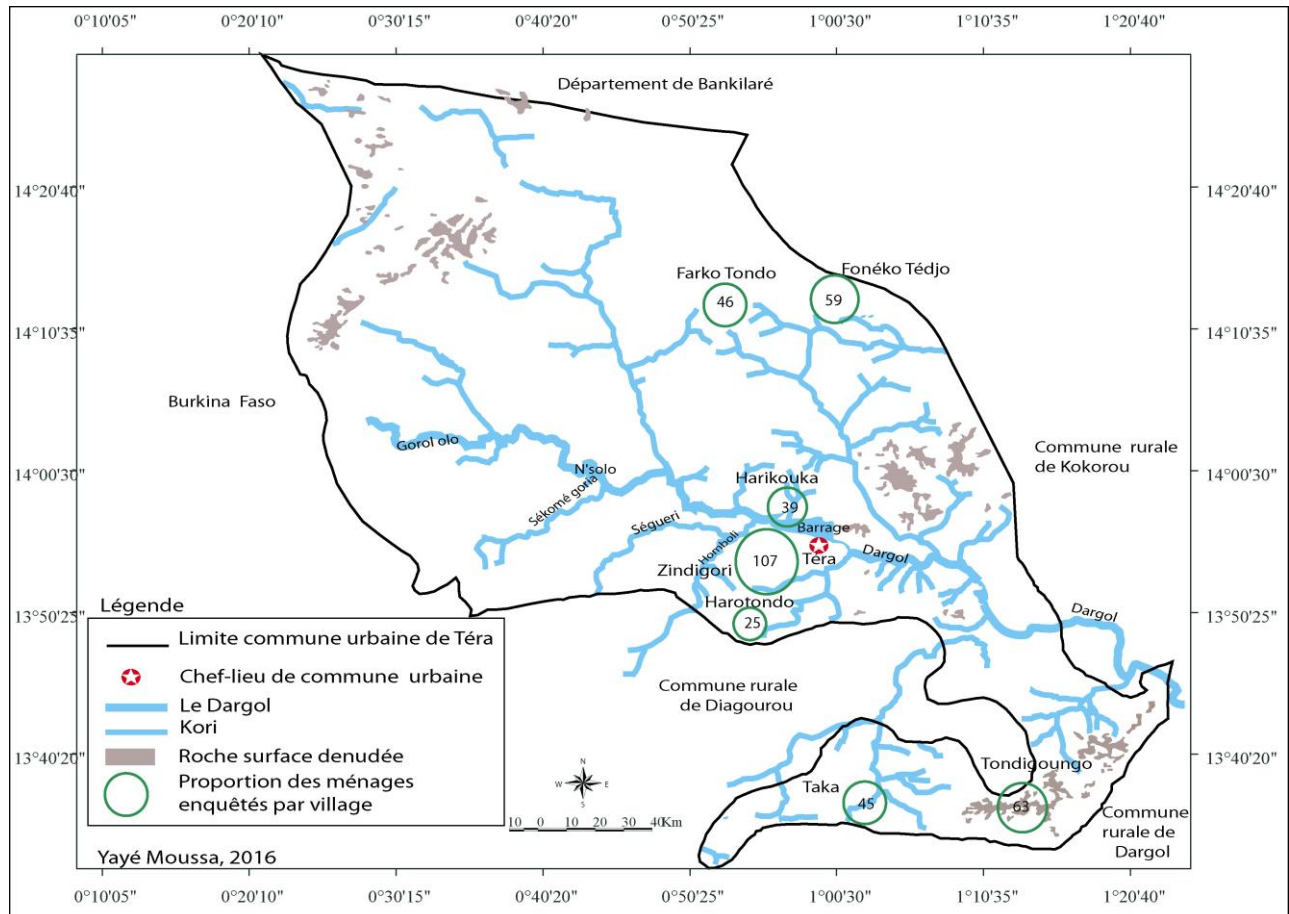 0°10'05" 0°20'10" 0°30'15" 0°40'20" 0°50'25" 1°00'30" 1°10'35" 1°20'40"
Département de Bankilaré
14°20'40" 14°20'40"
Farko Tondo
Fonéko Tédjo
46
59
14°10'35" 14°10'35"
Burkina Faso
Gorol olo
Commune rurale
de Kokorou
14°00'30" 14°00'30"
N'solo
Sékomé goria
Harikouka
39
Ségueri
Homboli
Barrage
Zindigori
107
Téra
Dargol
Harotondo
25
13°50'25" 13°50'25"
Dargol
Commune rurale
de Diagourou
Légende
Limite commune urbaine de Téra
Chef-lieu de commune urbaine
Le Dargol
Kori
Roche surface denudée
Proportion des ménages
enquêtés par village
13°40'20" 13°40'20"
Taka
45
Tondigoungo
63
Commune
rurale de
Dargol
N
W E
S
10 0 10 20 30 40Km
Yayé Moussa, 2016
0°10'05" 0°20'10" 0°30'15" 0°40'20" 0°50'25" 1°00'30" 1°10'35" 1°20'40"